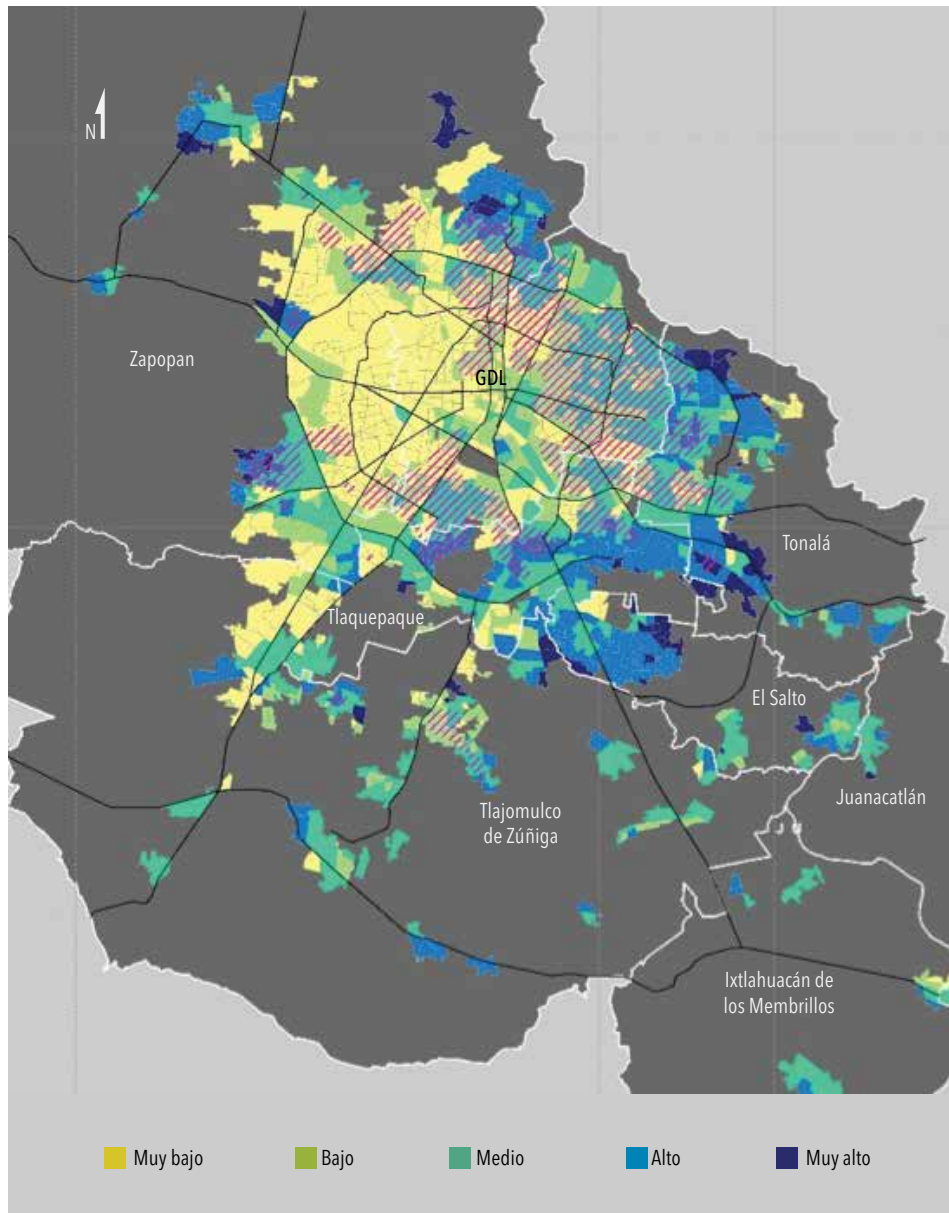 N
Zapopan
GDL
Tonalá
Tlaquepaque
El Salto
Juanacatlán
Tlajomulco
de Zúñiga
Ixtlahuacán de
los Membrillos
Muy bajo
Bajo
Medio
Alto
Muy alto